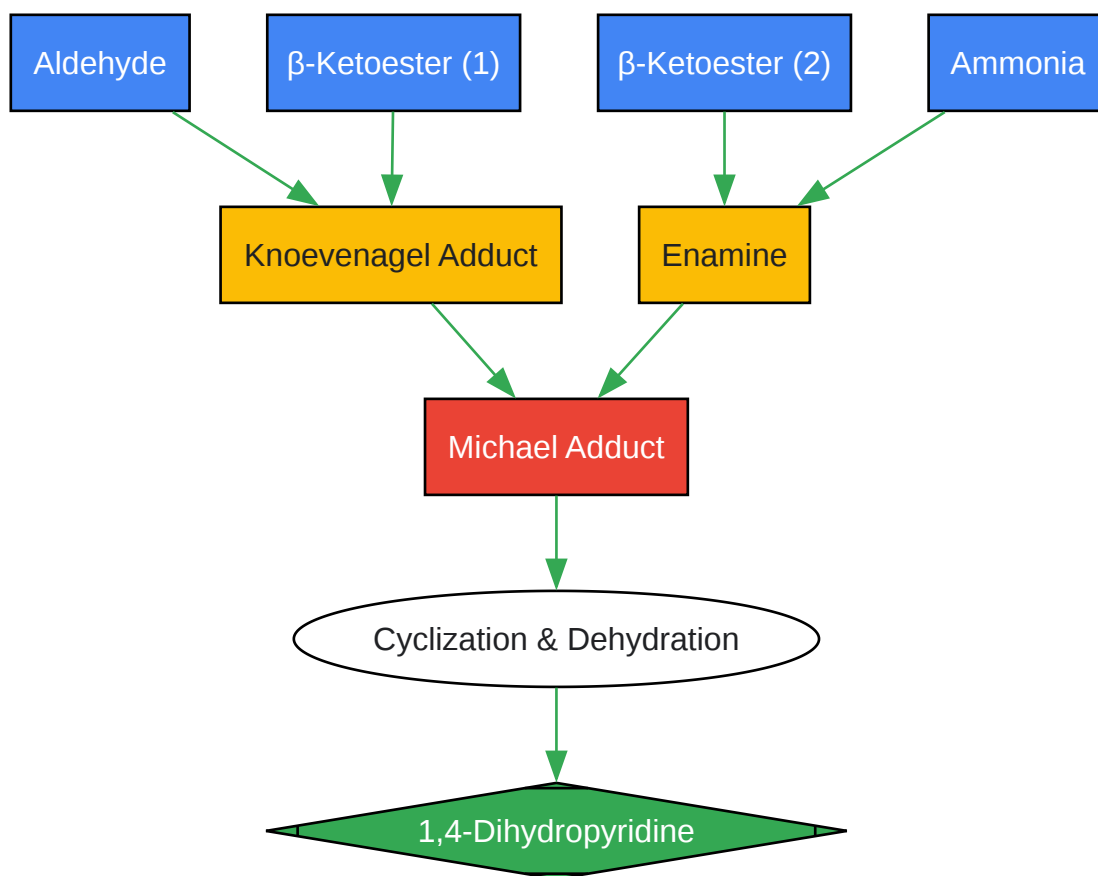 Aldehyde
β-Ketoester (1)
β-Ketoester (2)
Ammonia
Knoevenagel Adduct
Enamine
Michael Adduct
Cyclization & Dehydration
1,4-Dihydropyridine